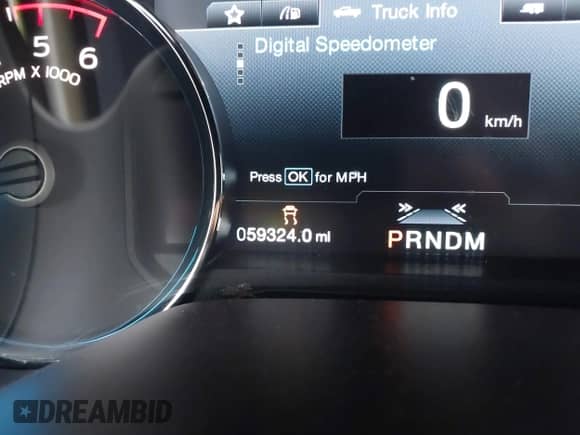 Truck Info
5 6
RPM X 1000
Digital Speedometer
0 km/h
Press OK for MPH
059324.0 mi
PRNDM
DREAMBID